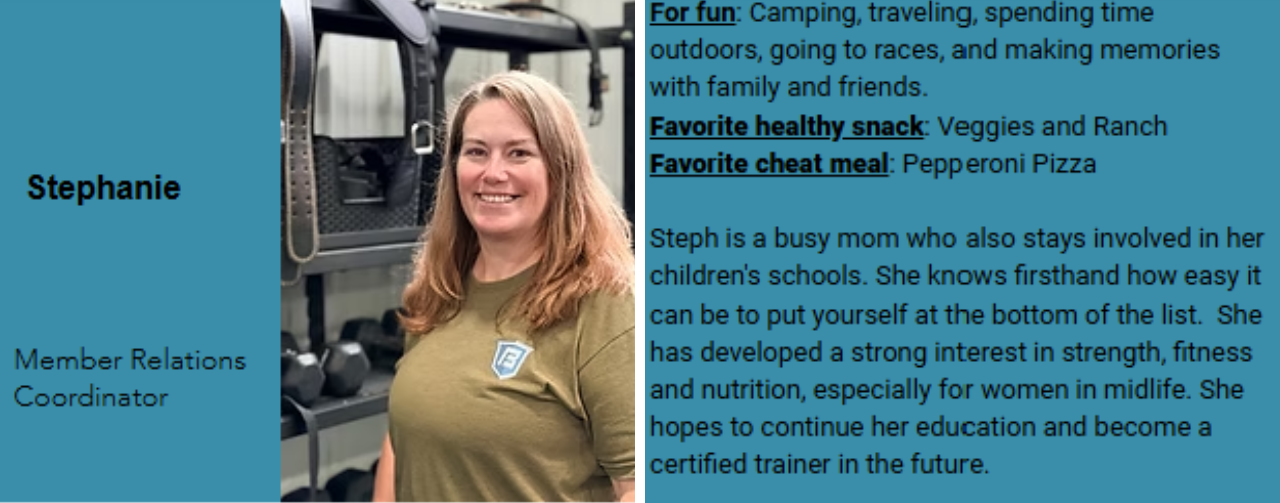 Stephanie
Member Relations
Coordinator
E
For fun: Camping, traveling, spending time
outdoors, going to races, and making memories
with family and friends.
Favorite healthy snack: Veggies and Ranch
Favorite cheat meal: Pepperoni Pizza
Steph is a busy mom who also stays involved in her
children's schools. She knows firsthand how easy it
can be to put yourself at the bottom of the list.  She
has developed a strong interest in strength, fitness
and nutrition, especially for women in midlife. She
hopes to continue her education and become a
certified trainer in the future.